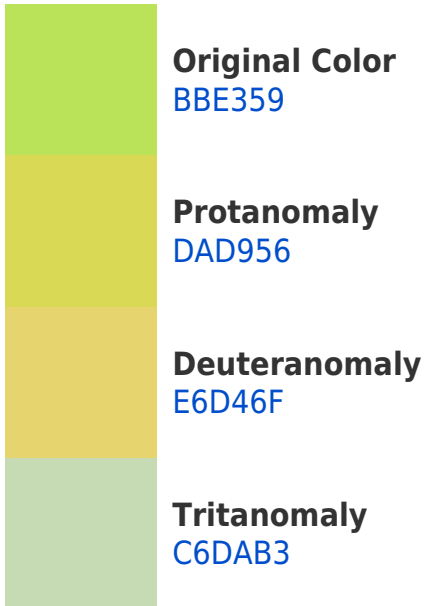 Original Color
BBE359
Protanomaly
DAD956
Deuteranomaly
E6D46F
Tritanomaly
C6DAB3